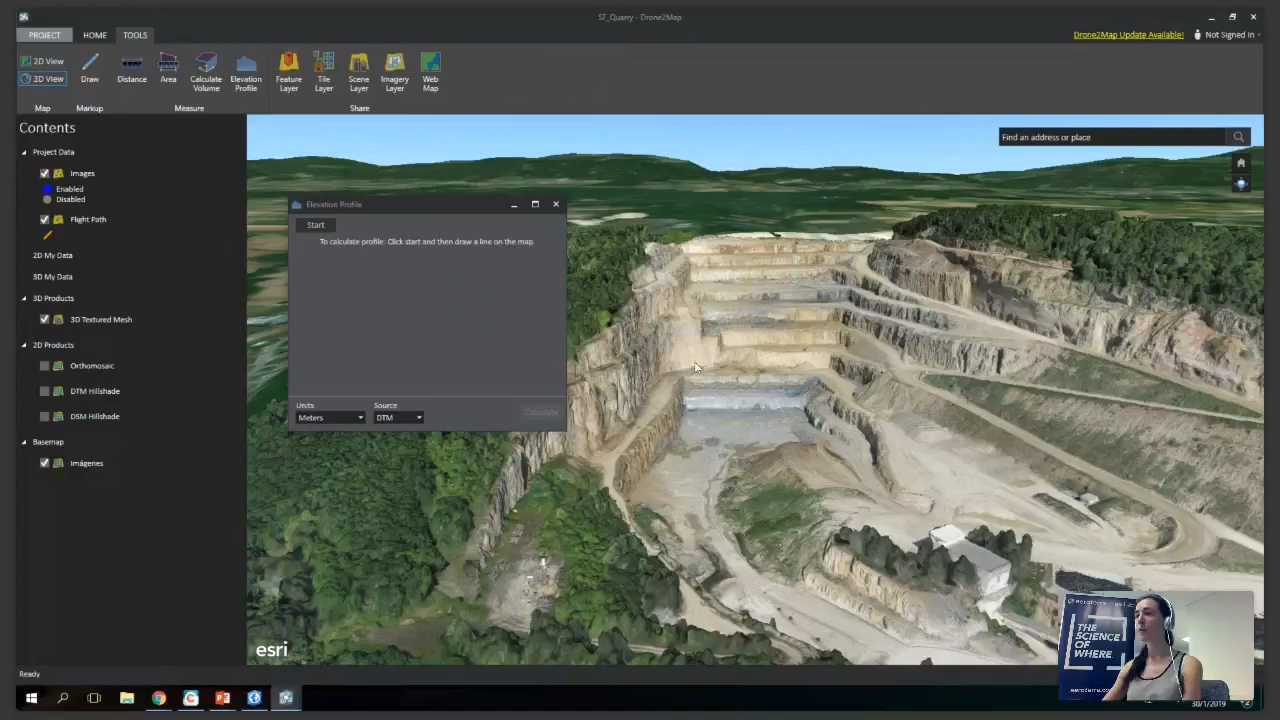 SF_Quarry - Drone2Map
PROJECT HOME TOOLS
Drone2Map Update Available! Not Signed In
2D View
3D View
Draw
Distance
Area
Calculate Volume
Elevation Profile
Feature Layer
Tile Layer
Scene Layer
Imagery Layer
Web Map
Map Markup Measure Share
Contents
Project Data
Images
Enabled
Disabled
Flight Path
2D My Data
3D My Data
3D Products
3D Textured Mesh
2D Products
Orthomosaic
DTM Hillshade
DSM Hillshade
Basemap
Imágenes
Find an address or place
Elevation Profile
Start
To calculate profile: Click start and then draw a line on the map.
Units Source
Meters DTM Calculate
esri
THE
SCIENCE
OF
WHERE
Ready
30/1/2019